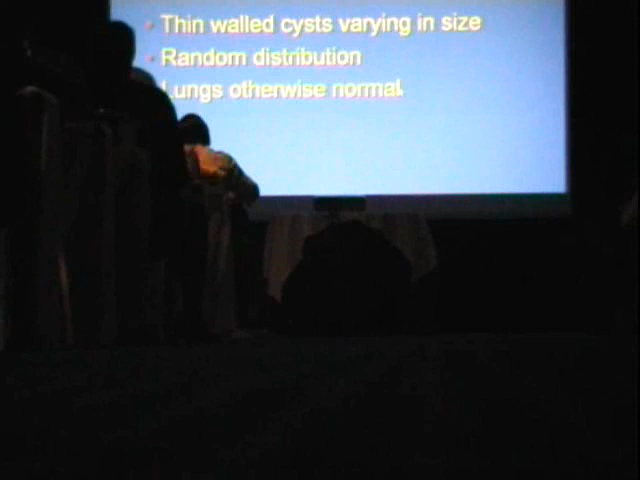 Thin walled cysts varying in size
Random distribution
Lungs otherwise normal